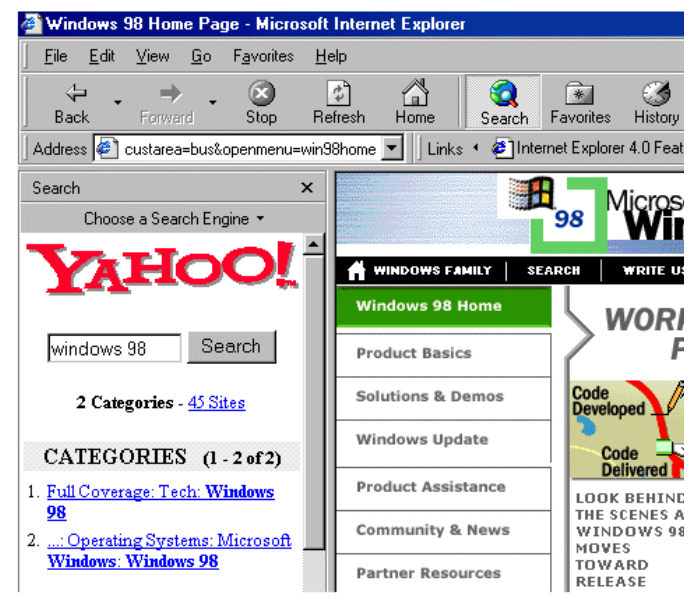 Windows 98 Home Page - Microsoft Internet Explorer
File Edit View Go Favorites Help
Back Forward Stop Refresh Home Search Favorites History
Address custarea=bus&openmenu=win98home Links Internet Explorer 4.0 Feat
Search
Choose a Search Engine
YAHOO!
windows 98 Search
2 Categories - 45 Sites
CATEGORIES (1 - 2 of 2)
1. Full Coverage: Tech: Windows
98
2. ...: Operating Systems: Microsoft
Windows: Windows 98
98
WINDOWS FAMILY SEARCH WRITE US
Windows 98 Home
Product Basics
Solutions & Demos
Windows Update
Product Assistance
Community & News
Partner Resources
Code
Developed
Code
Delivered
LOOK BEHIND
THE SCENES A
WINDOWS 98
MOVES
TOWARD
RELEASE